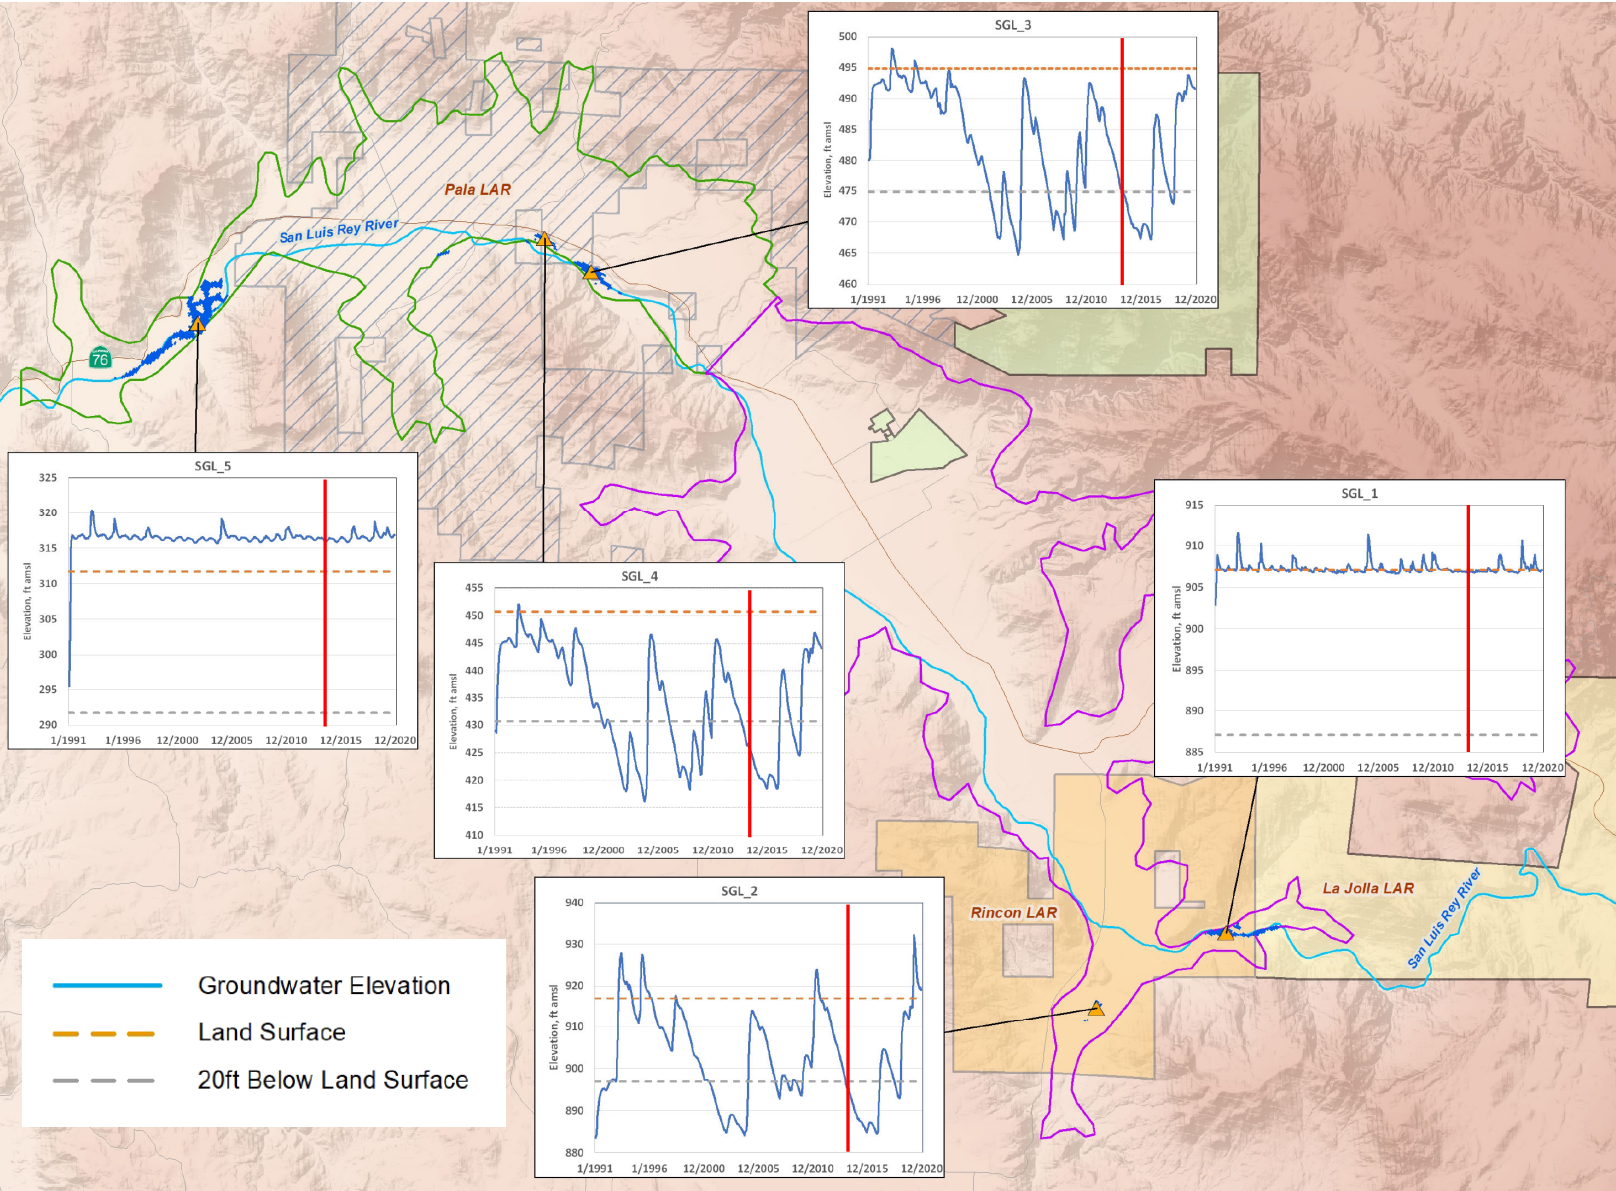 SGL_3
500
495
490
485
480
475
470
465
460
Elevation, ft amsl
1/1991 1/1996 12/2000 12/2005 12/2010 12/2015 12/2020
Pala LAR
San Luis Rey River
76
SGL_5
325
320
315
310
305
300
295
290
Elevation, ft amsl
1/1991 1/1996 12/2000 12/2005 12/2010 12/2015 12/2020
SGL_1
915
910
905
900
895
890
885
Elevation, ft amsl
1/1991 1/1996 12/2000 12/2005 12/2010 12/2015 12/2020
SGL_4
455
450
445
440
435
430
425
420
415
410
Elevation, ft amsl
1/1991 1/1996 12/2000 12/2005 12/2010 12/2015 12/2020
SGL_2
940
930
920
910
900
890
880
Elevation, ft amsl
1/1991 1/1996 12/2000 12/2005 12/2010 12/2015 12/2020
Rincon LAR
La Jolla LAR
San Luis Rey River
Groundwater Elevation
Land Surface
20ft Below Land Surface